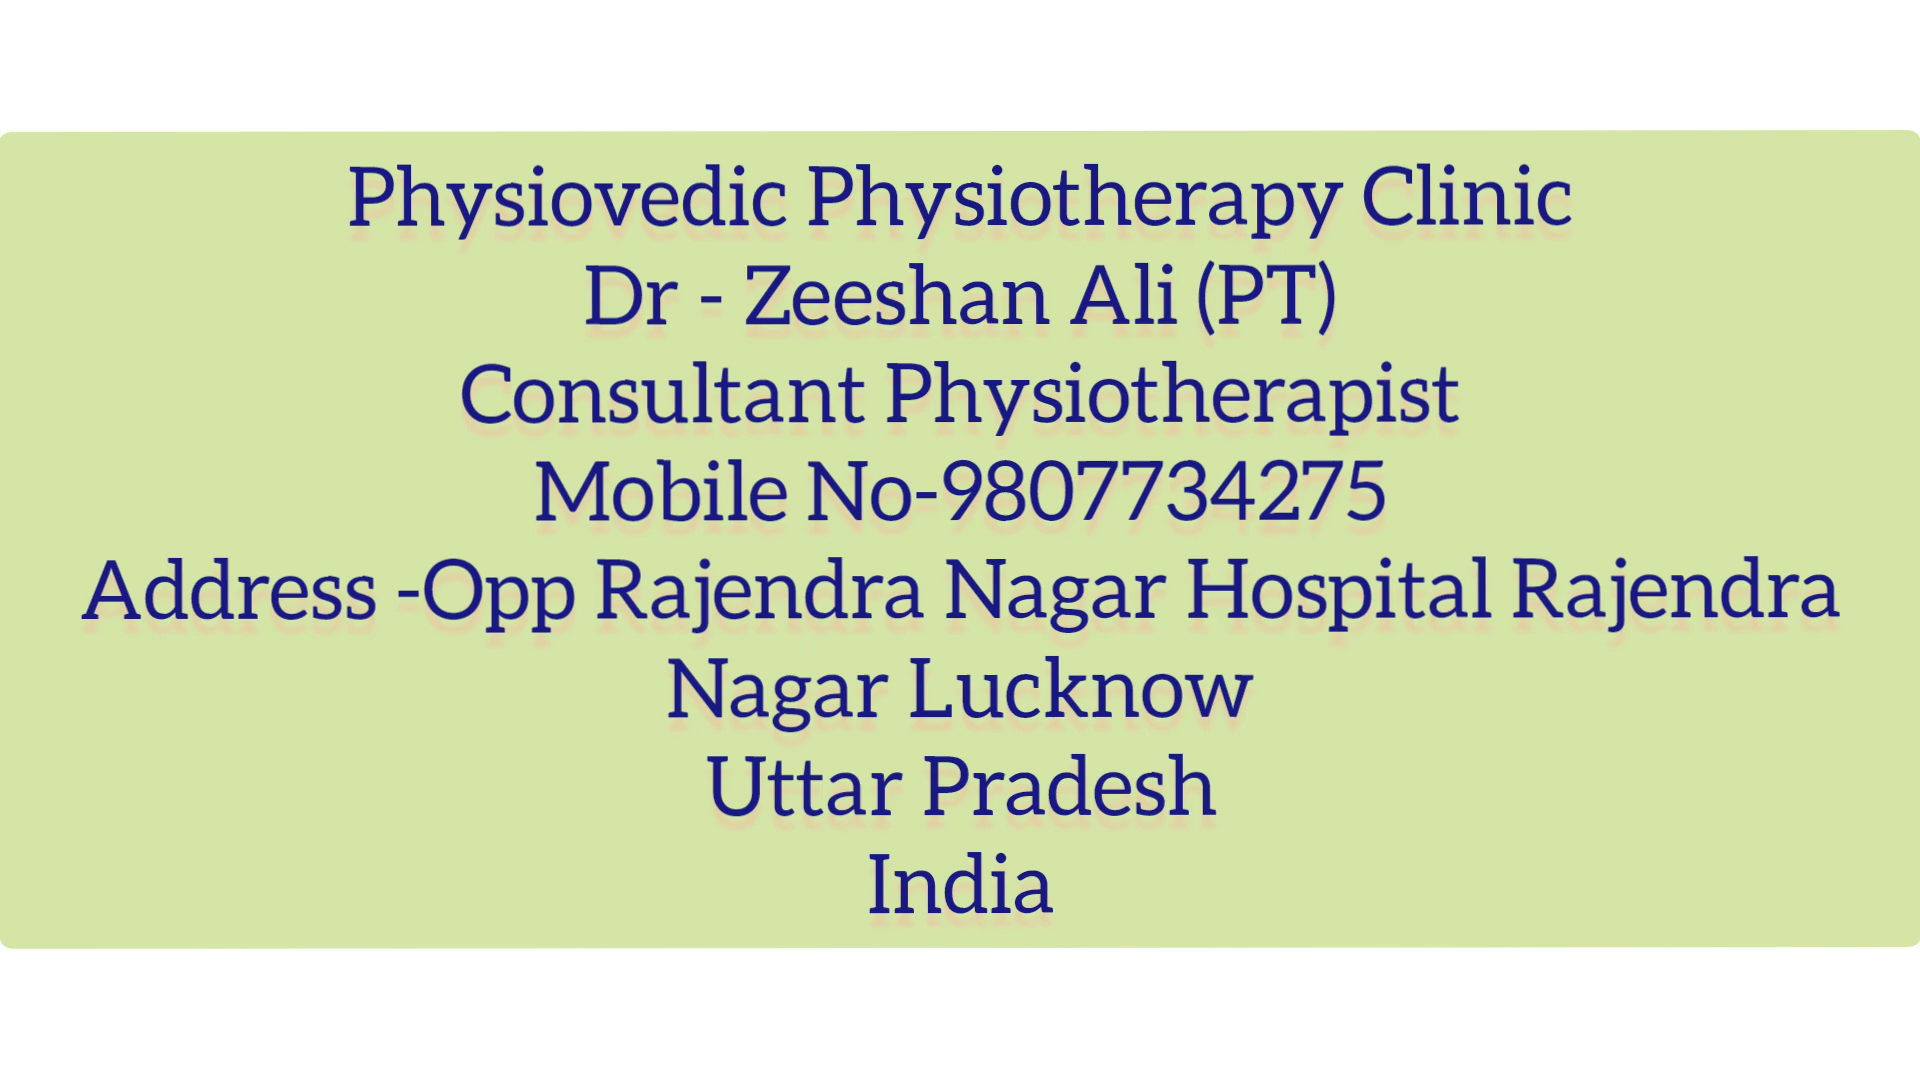 Physiovedic Physiotherapy Clinic
Dr - Zeeshan Ali (PT)
Consultant Physiotherapist
Mobile No-9807734275
Address -Opp Rajendra Nagar Hospital Rajendra
Nagar Lucknow
Uttar Pradesh
India